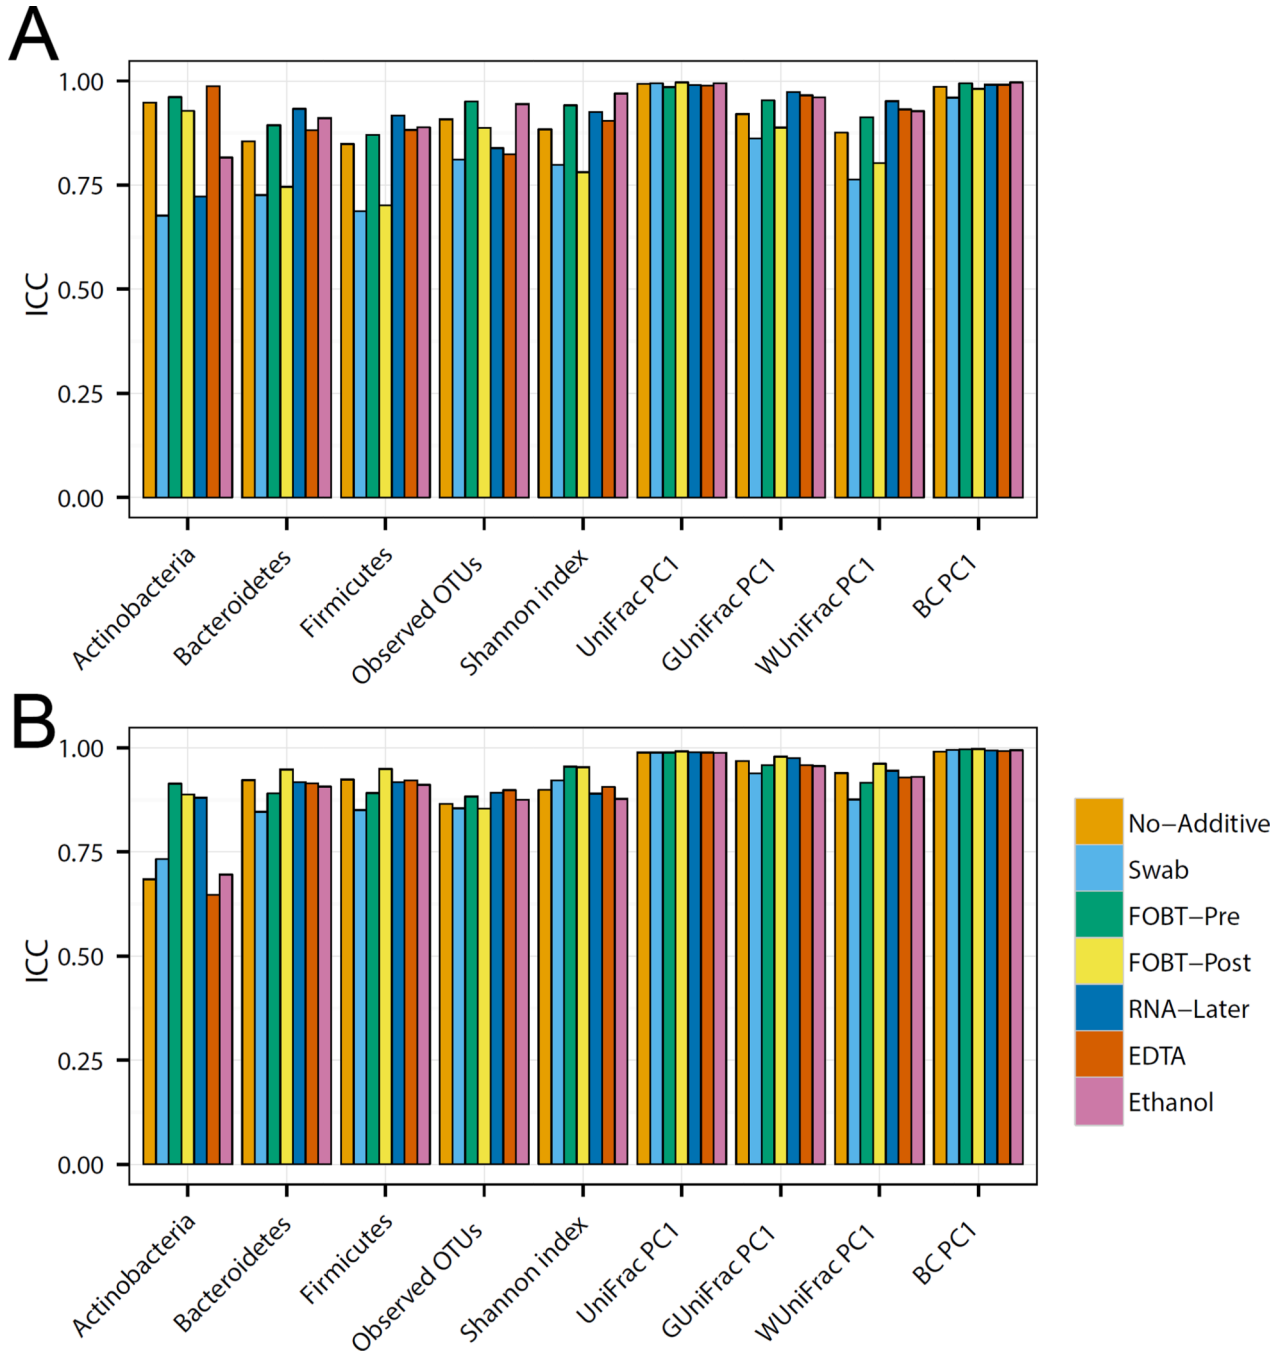 A
1.00
0.75
0.50
0.25
0.00
ICC
Actinobacteria
Bacteroidetes
Firmicutes
Observed OTUs
Shannon index
UniFrac PC1
GUniFrac PC1
WUniFrac PC1
BC PC1
B
1.00
0.75
0.50
0.25
0.00
ICC
Actinobacteria
Bacteroidetes
Firmicutes
Observed OTUs
Shannon index
UniFrac PC1
GUniFrac PC1
WUniFrac PC1
BC PC1
No−Additive
Swab
FOBT−Pre
FOBT−Post
RNA−Later
EDTA
Ethanol